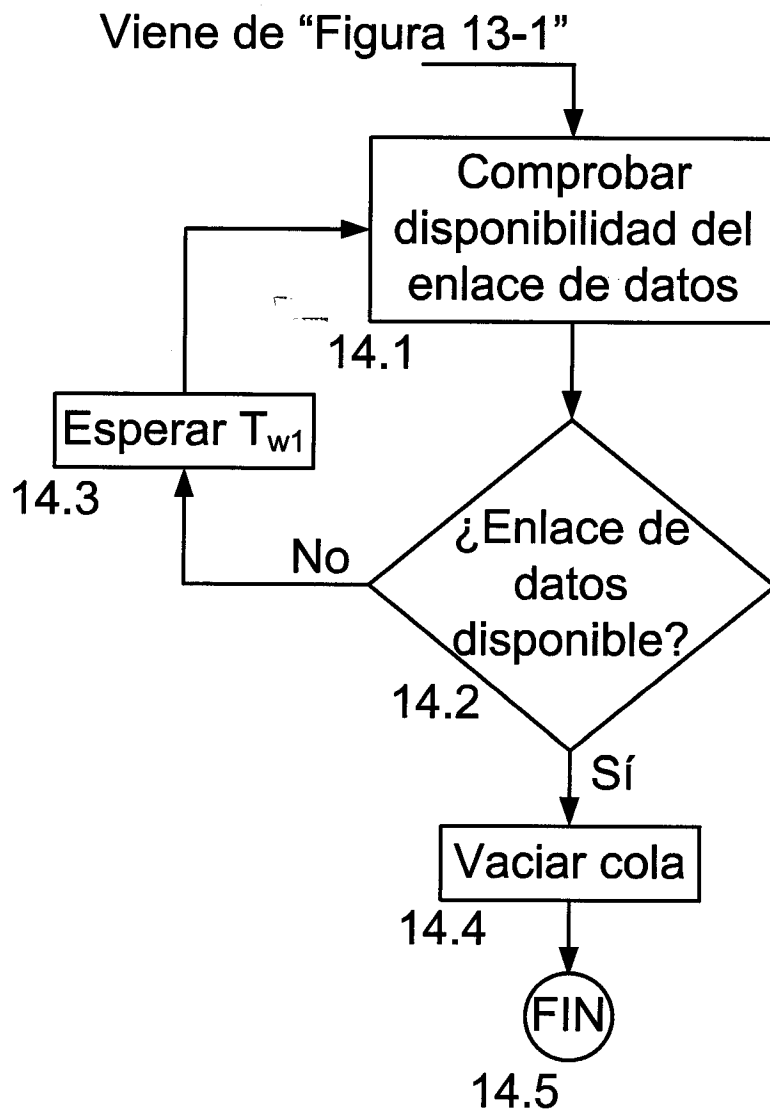 Viene de “Figura 13-1”
Comprobar
disponibilidad del
enlace de datos
14.1
Esperar Tw1
14.3
No
¿Enlace de
datos
disponible?
14.2
Sí
Vaciar cola
14.4
FIN
14.5